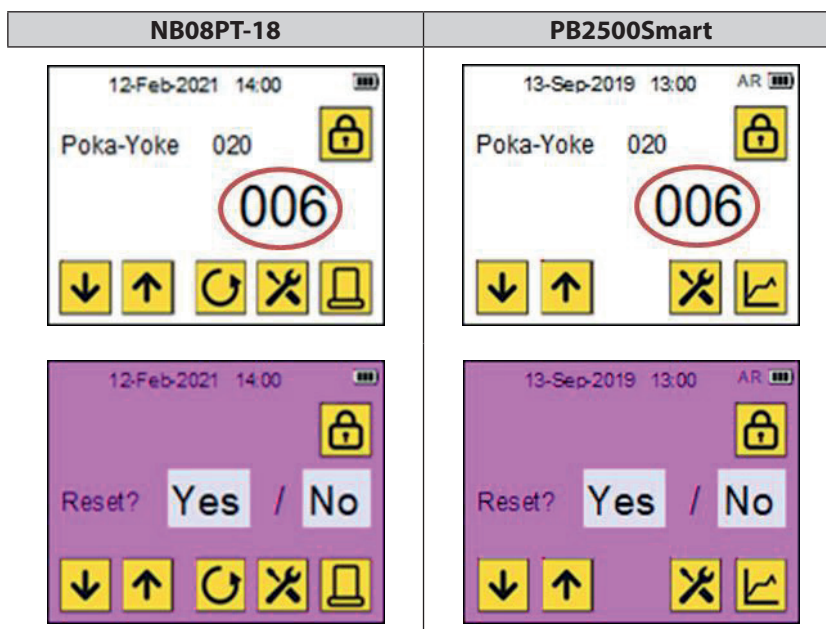 NB08PT-18 PB2500Smart
12-Feb-2021 14:00
Poka-Yoke 020
006
13-Sep-2019 13:00 AR
Poka-Yoke 020
006
12-Feb-2021 14:00
Reset? Yes / No
13-Sep-2019 13:00 AR
Reset? Yes / No